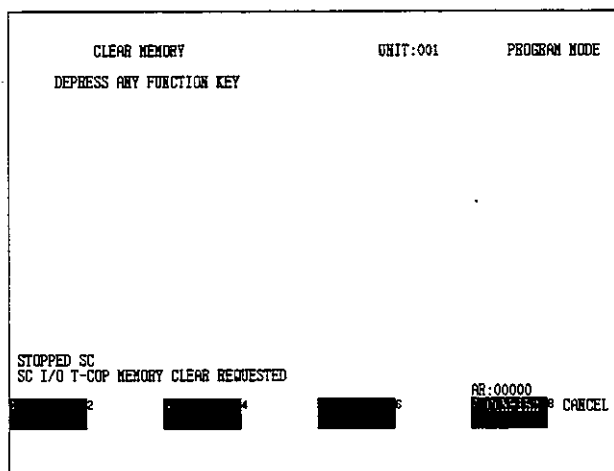 CLEAR MEMORY UNIT:001 PROGRAM MODE
DEPRESS ANY FUNCTION KEY
STOPPED SC
SC I/O T-COP MEMORY CLEAR REQUESTED
AR:00000
2 4 6 8 CANCEL